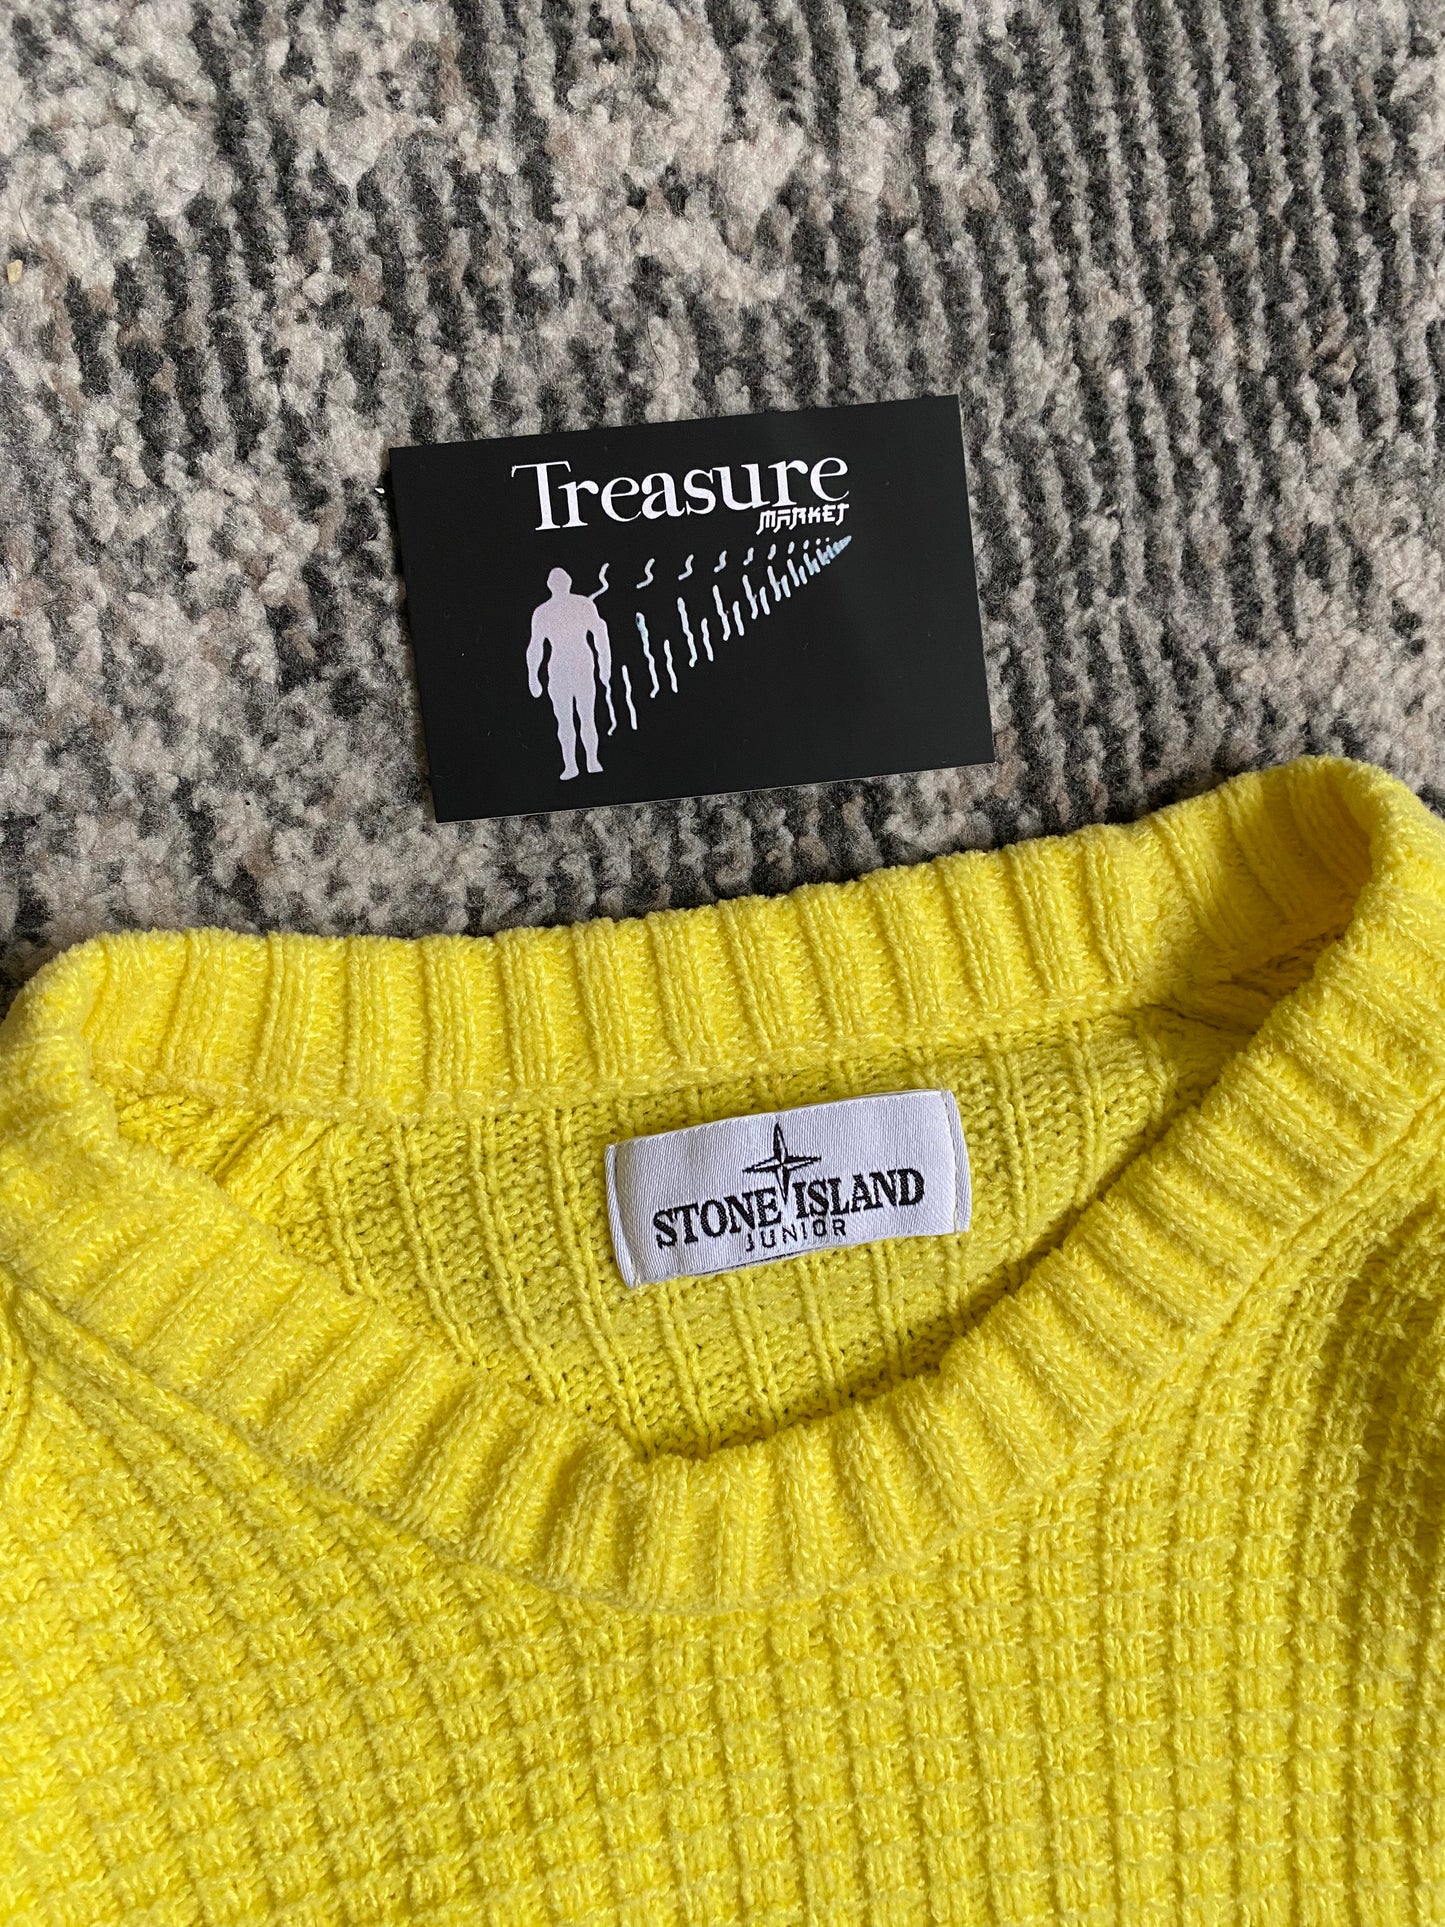 Treasure
MARKET
STONE ISLAND
JUNIOR